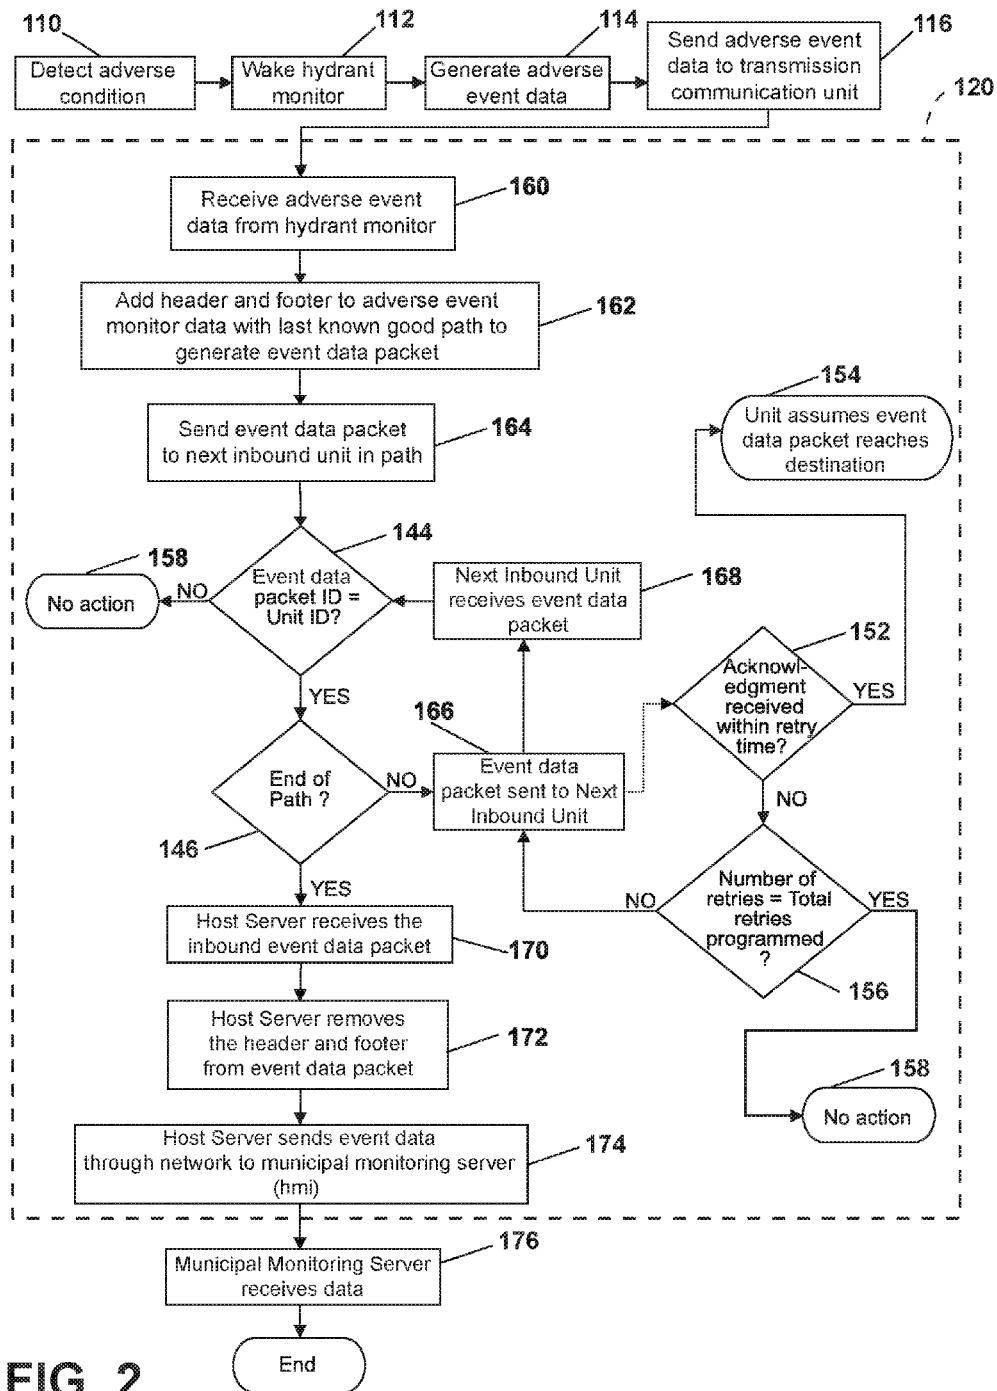 110
112
114
116
Detect adverse
condition
Wake hydrant
monitor
Generate adverse
event data
Send adverse event
data to transmission
communication unit
120
Receive adverse event
data from hydrant monitor
160
Add header and footer to adverse event
monitor data with last known good path to
generate event data packet
162
154
Unit assumes event
data packet reaches
destination
Send event data packet
to next inbound unit in path
164
144
158
No action
NO
Event data
packet ID =
Unit ID?
Next Inbound Unit
receives event data
packet
168
152
Acknowl-
edgment
received
within retry
time?
YES
YES
166
End of
Path ?
NO
Event data
packet sent to Next
Inbound Unit
NO
146
YES
NO
Number of
retries = Total
retries
programmed
?
YES
156
Host Server receives the
inbound event data packet
170
Host Server removes
the header and footer
from event data packet
172
158
No action
Host Server sends event data
through network to municipal monitoring server
(hmi)
174
176
Municipal Monitoring Server
receives data
End
FIG. 2